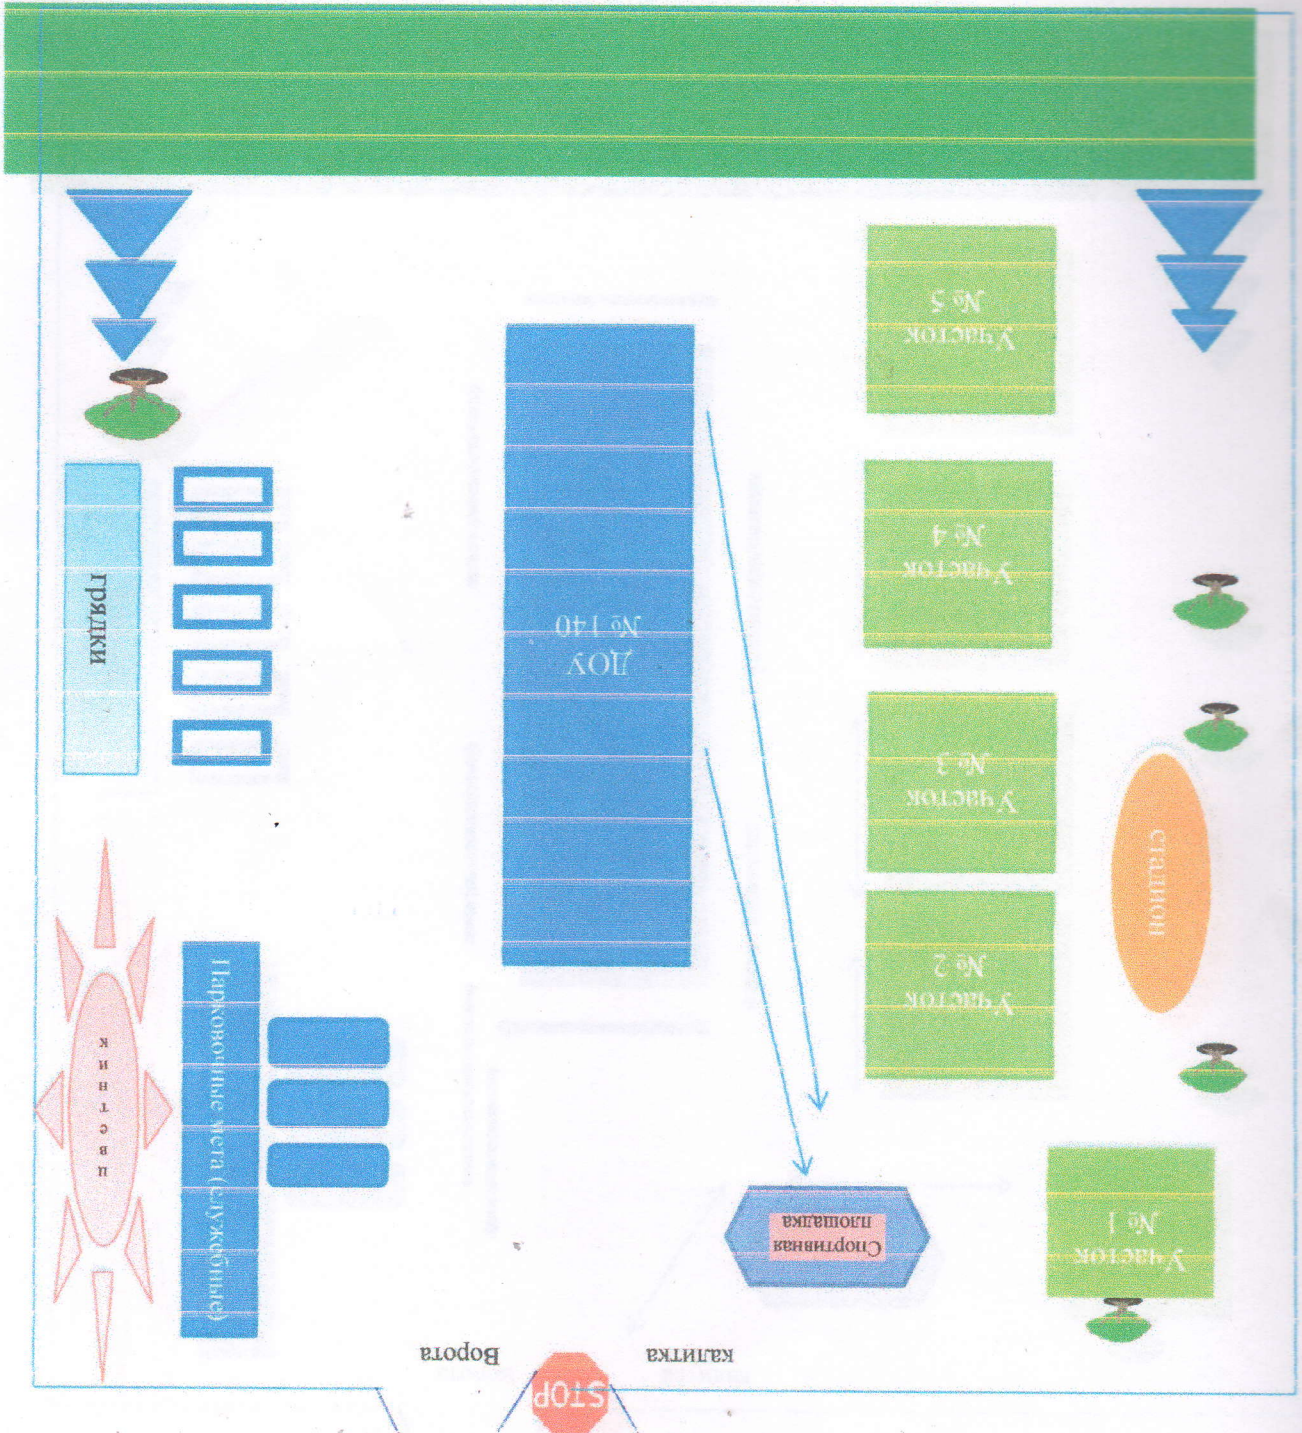 калитка
STOP
Ворота
Участок
№ 1
Спортивная
площадка
Парковочные мета (служебные)
цветник
Участок
№ 2
стадион
Участок
№ 3
ДОУ
№ 140
грядки
Участок
№ 4
Участок
№ 5